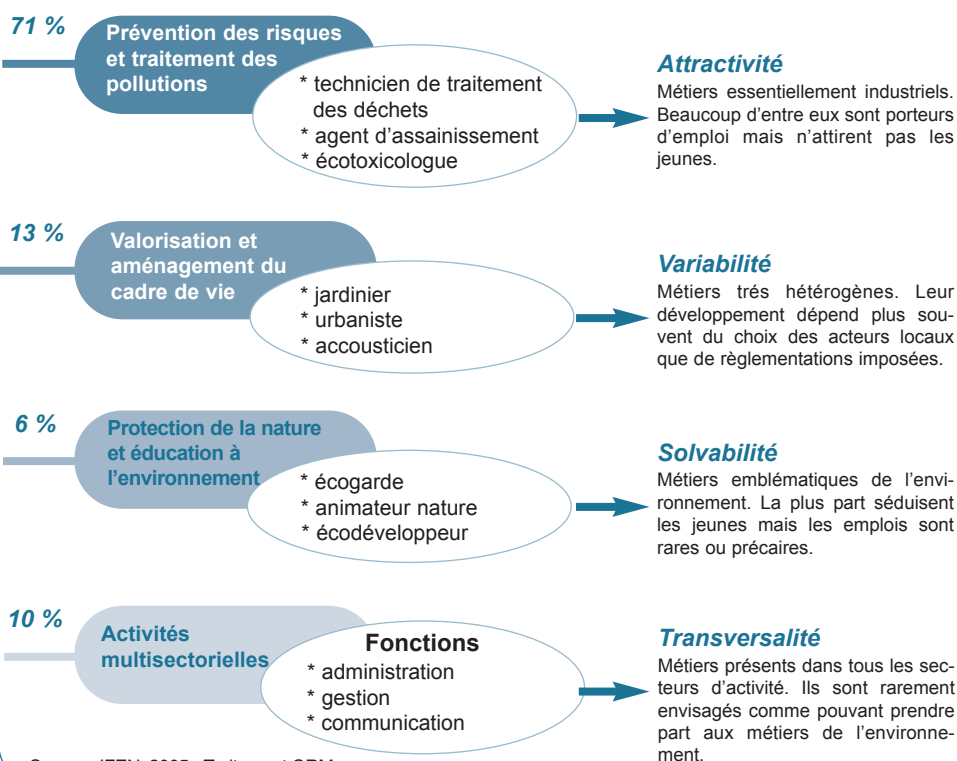 71 %
Prévention des risques
et traitement des
pollutions
* technicien de traitement
des déchets
* agent d'assainissement
* écotoxicologue
Attractivité
Métiers essentiellement industriels.
Beaucoup d'entre eux sont porteurs
d'emploi mais n'attirent pas les
jeunes.
13 %
Valorisation et
aménagement du
cadre de vie
* jardinier
* urbaniste
* accousticien
Variabilité
Métiers trés hétérogènes. Leur
développement dépend plus sou-
vent du choix des acteurs locaux
que de règlementations imposées.
6 %
Protection de la nature
et éducation à
l'environnement
* écogarde
* animateur nature
* écodéveloppeur
Solvabilité
Métiers emblématiques de l'envi-
ronnement. La plus part séduisent
les jeunes mais les emplois sont
rares ou précaires.
10 %
Activités
multisectorielles
Fonctions
* administration
* gestion
* communication
Transversalité
Métiers présents dans tous les sec-
teurs d'activité. Ils sont rarement
envisagés comme pouvant prendre
part aux métiers de l'environne-
ment.